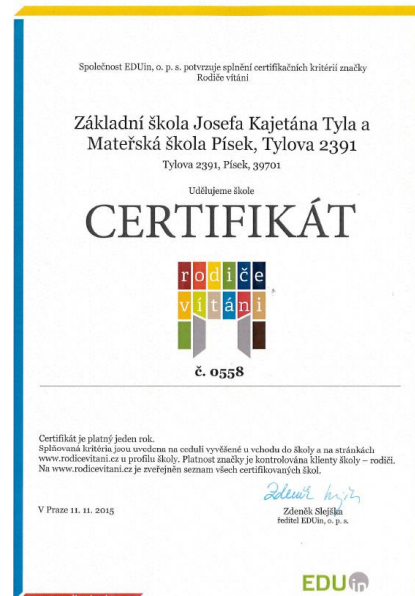 Společnost EDUin, o. p. s. potvrzuje splnění certifikačních kritérií značky
Rodiče vítáni
Základní škola Josefa Kajetána Tyla a
Mateřská škola Písek, Tylova 2391
Tylova 2391, Písek, 39701
Udělujeme škole
CERTIFIKÁT
rodiče
vítáni
č. 0558
Certifikát je platný jeden rok.
Splňovaná kritéria jsou uvedena na ceduli vyvěšené u vchodu do školy a na stránkách
www.rodicevitani.cz u profilu školy. Platnost značky je kontrolována klienty školy – rodiči.
Na www.rodicevitani.cz je zveřejněn seznam všech certifikovaných škol.
V Praze 11. 11. 2015
Zdeněk Slejška
ředitel EDUin, o. p. s.
EDUin